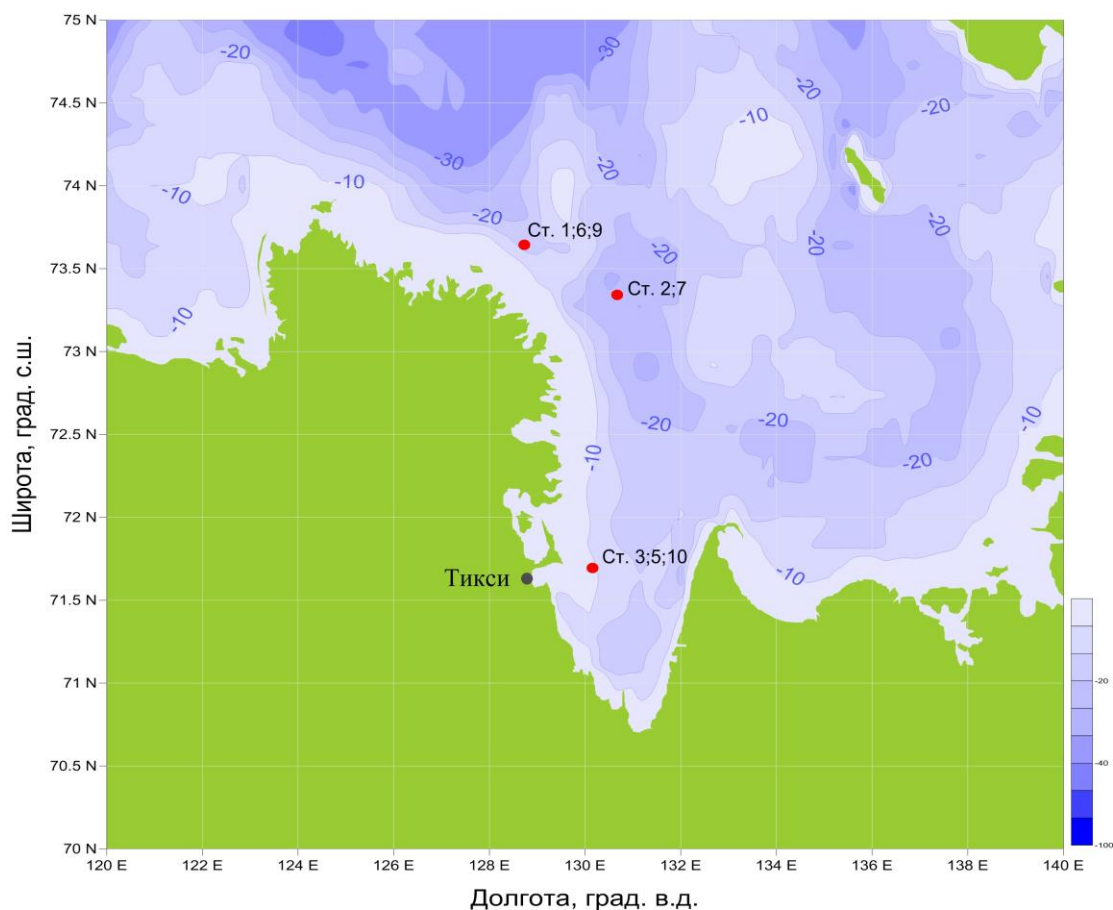 75 N
74.5 N
74 N
73.5 N
73 N
72.5 N
72 N
71.5 N
71 N
70.5 N
70 N
Широта, град. с.ш.
-20
-30
-30
-20
-20
-10
-20
-10
-10
-30
-20
-20
-20
-20
-10
-20
-20
-10
-20
-20
-10
-10
Ст. 1;6;9
Ст. 2;7
Ст. 3;5;10
Тикси
-20
-40
-100
120 E
122 E
124 E
126 E
128 E
130 E
132 E
134 E
136 E
138 E
140 E
Долгота, град. в.д.